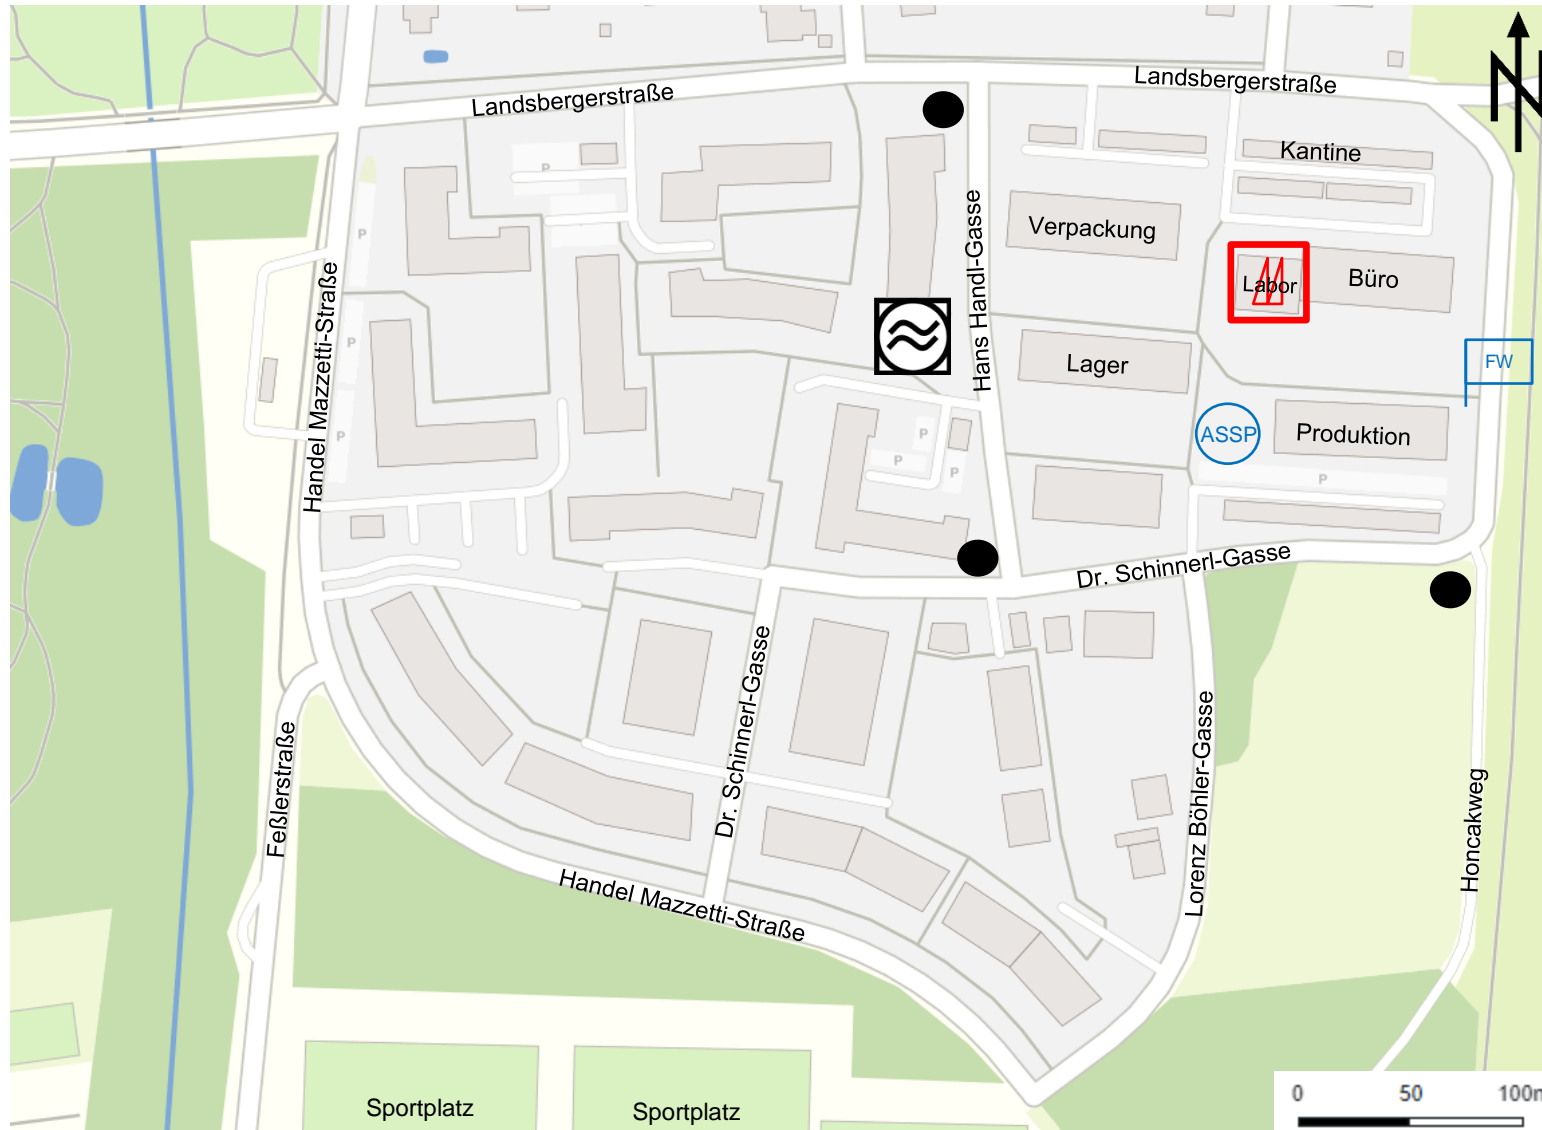 Landsbergerstraße
Landsbergerstraße
N
Kantine
P
Verpackung
Hans Handl-Gasse
P
Labor
Büro
Handel Mazzetti-Straße
P
Lager
FW
P
P
ASSP
Produktion
P
P
P
Dr. Schinnerl-Gasse
Dr. Schinnerl-Gasse
Feßlerstraße
Lorenz Böhler-Gasse
Honcakweg
Handel Mazzetti-Straße
Sportplatz
Sportplatz
0 50 100m